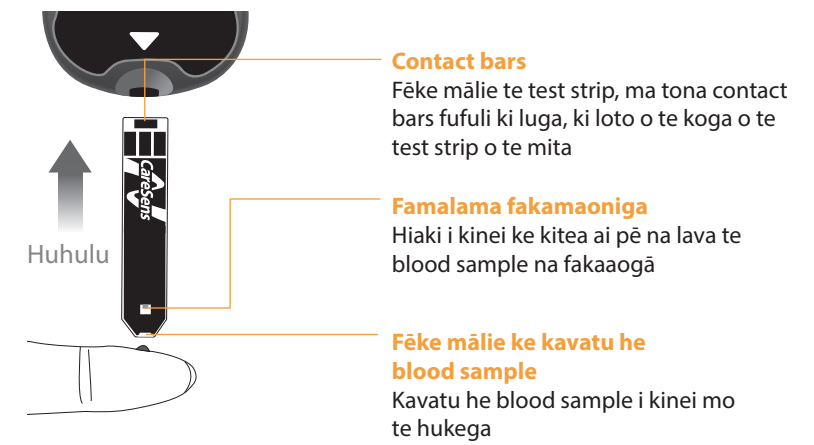 Contact bars
Fēke mālie te test strip, ma tona contact
bars fufuli ki luga, ki loto o te koga o te
test strip o te mita
CareSens
Famalama fakamaoniga
Hiaki i kinei ke kitea ai pē na lava te
blood sample na fakaaogā
Huhulu
Fēke mālie ke kavatu he
blood sample
Kavatu he blood sample i kinei mo
te hukega